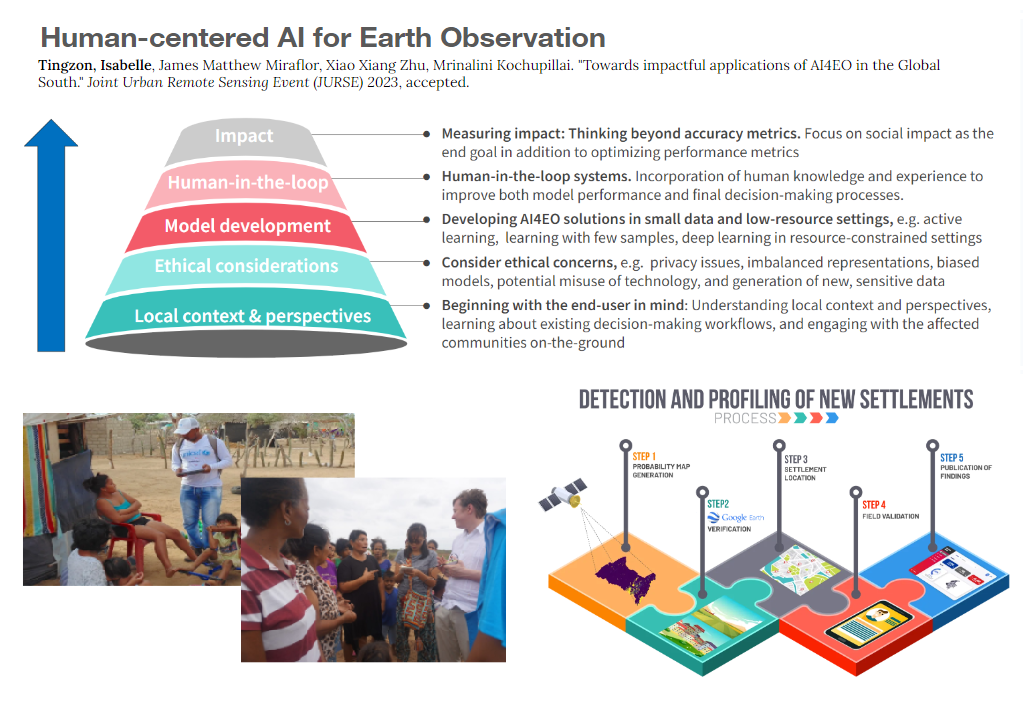 Human-centered AI for Earth Observation
Tingzon, Isabelle, James Matthew Miraflor, Xiao Xiang Zhu, Mrinalini Kochupillai. "Towards impactful applications of AI4EO in the Global
South." Joint Urban Remote Sensing Event (JURSE) 2023, accepted.
Impact
Measuring impact: Thinking beyond accuracy metrics. Focus on social impact as the
end goal in addition to optimizing performance metrics
Human-in-the-loop
Human-in-the-loop systems. Incorporation of human knowledge and experience to
improve both model performance and final decision-making processes.
Model development
Developing AI4EO solutions in small data and low-resource settings, e.g. active
learning, learning with few samples, deep learning in resource-constrained settings
Ethical considerations
Consider ethical concerns, e.g. privacy issues, imbalanced representations, biased
models, potential misuse of technology, and generation of new, sensitive data
Local context & perspectives
Beginning with the end-user in mind: Understanding local context and perspectives,
learning about existing decision-making workflows, and engaging with the affected
communities on-the-ground
DETECTION AND PROFILING OF NEW SETTLEMENTS
PROCESS
STEP 1
PROBABILITY MAP
GENERATION
STEP2
Google Earth
VERIFICATION
STEP 3
SETTLEMENT
LOCATION
STEP 4
FIELD VALIDATION
STEP 5
PUBLICATION OF
FINDINGS